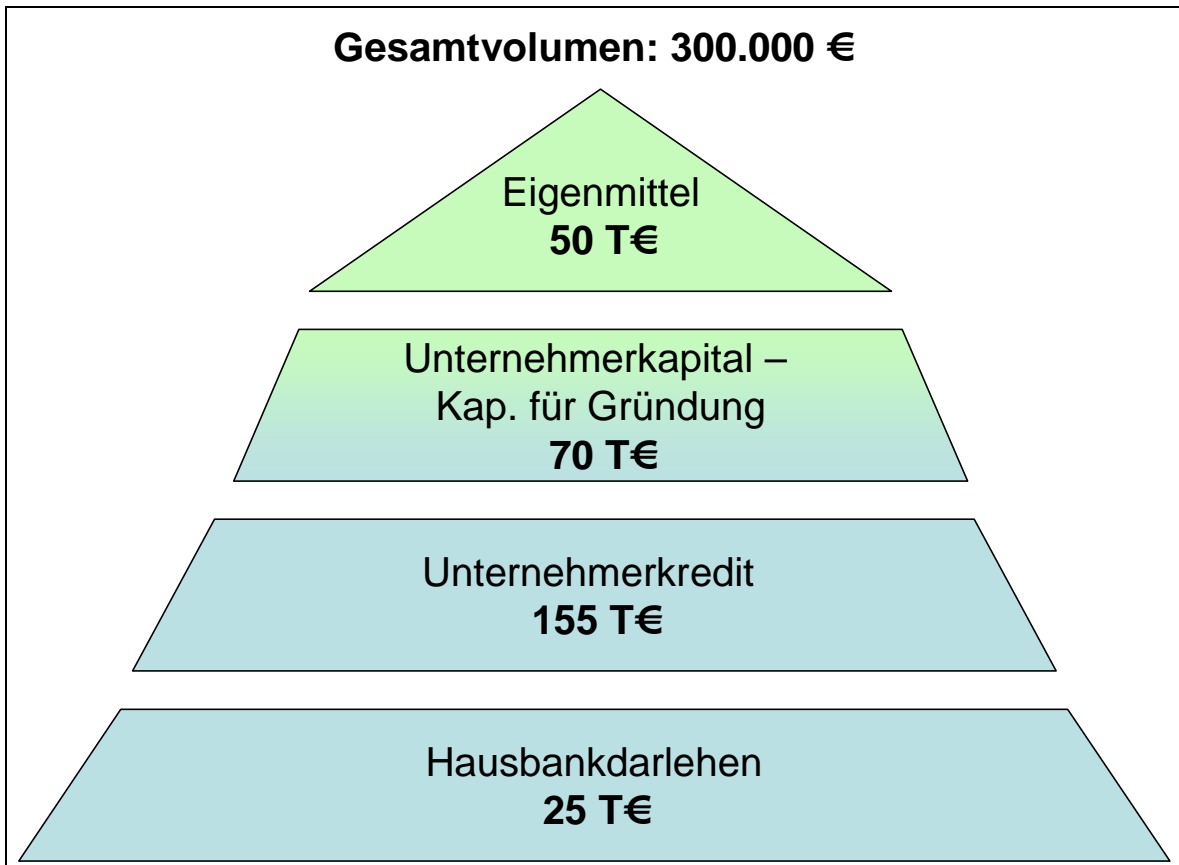 Gesamtvolumen: 300.000 €
Eigenmittel
50 T€
Unternehmerkapital –
Kap. für Gründung
70 T€
Unternehmerkredit
155 T€
Hausbankdarlehen
25 T€